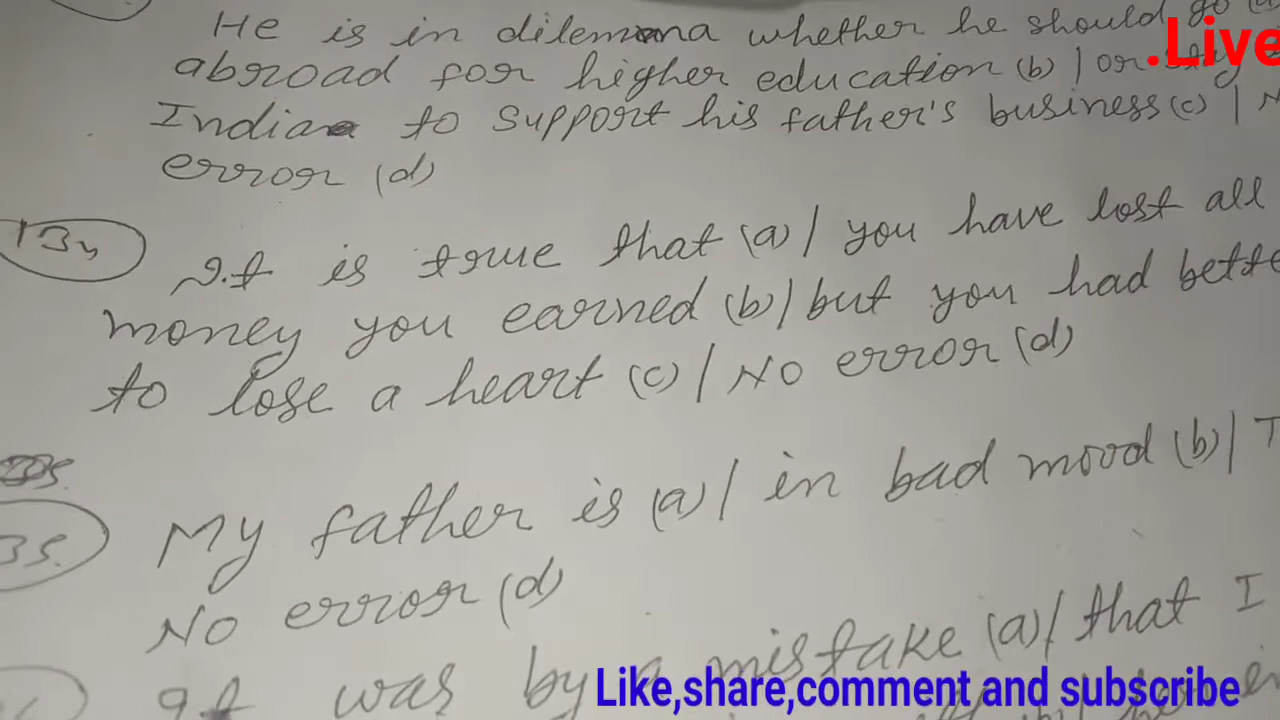 He is in dilemma whether he should go (a
.Live
abroad for higher education (b) | or
India to support his father's business (c) | N
error (d)
134
It is true that (a) | you have lost all
money you earned (b) | but you had bette
to lose a heart (c) | No error (d)
35.
My father is (a) | in bad mood (b) | T
No error (d)
It was by a mistake (a) | that I
Like,share,comment and subscribe